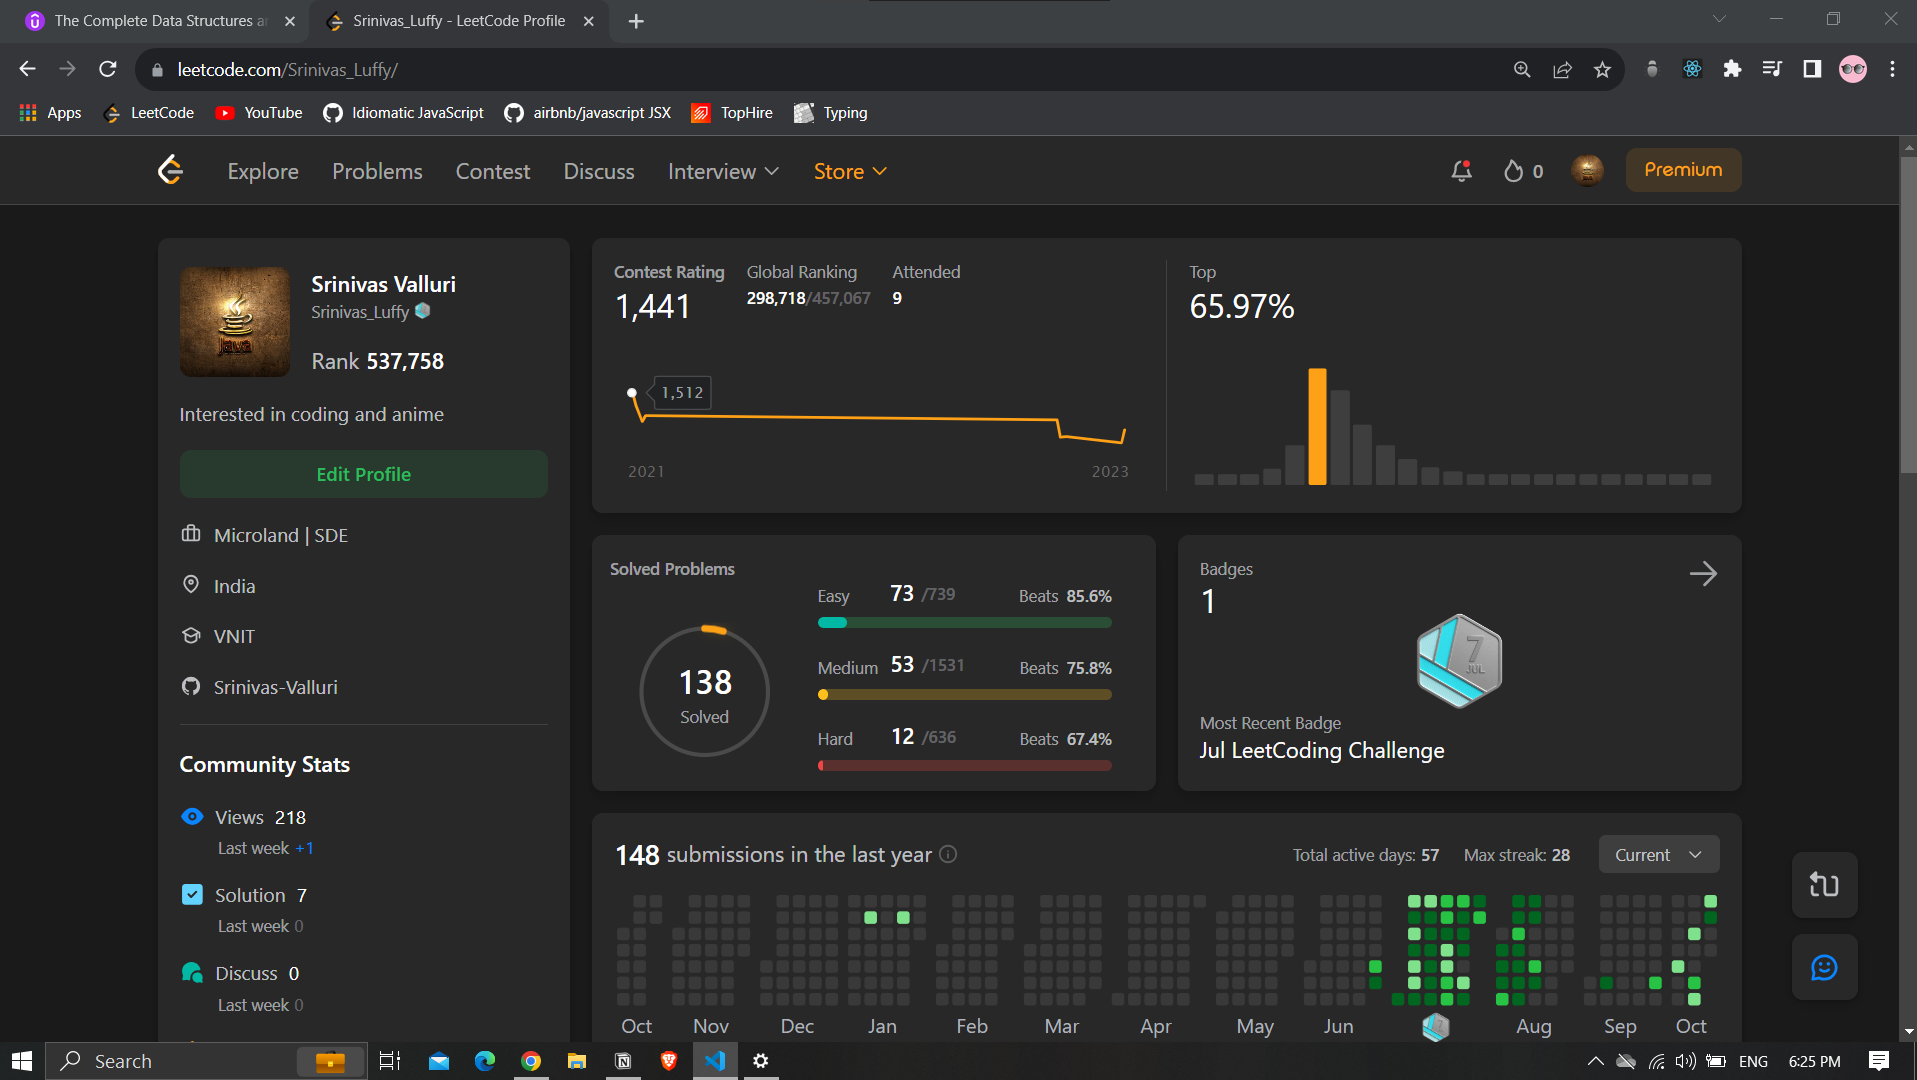 The Complete Data Structures a
Srinivas_Luffy - LeetCode Profile
leetcode.com/Srinivas_Luffy/
Apps
LeetCode
YouTube
Idiomatic JavaScript
airbnb/javascript JSX
TopHire
Typing
Explore
Problems
Contest
Discuss
Interview
Store
0
Premium
Srinivas Valluri
Srinivas_Luffy
Rank 537,758
Interested in coding and anime
Edit Profile
Microland | SDE
India
VNIT
Srinivas-Valluri
Community Stats
Views 218
Last week +1
Solution 7
Last week 0
Discuss 0
Last week 0
Contest Rating
1,441
Global Ranking
298,718/457,067
Attended
9
1,512
2021
2023
Top
65.97%
Solved Problems
138
Solved
Easy 73 /739 Beats 85.6%
Medium 53 /1531 Beats 75.8%
Hard 12 /636 Beats 67.4%
Badges
1
7
JUL
Most Recent Badge
Jul LeetCoding Challenge
148 submissions in the last year
Total active days: 57 Max streak: 28
Current
Oct Nov Dec Jan Feb Mar Apr May Jun Aug Sep Oct
Search
ENG
6:25 PM